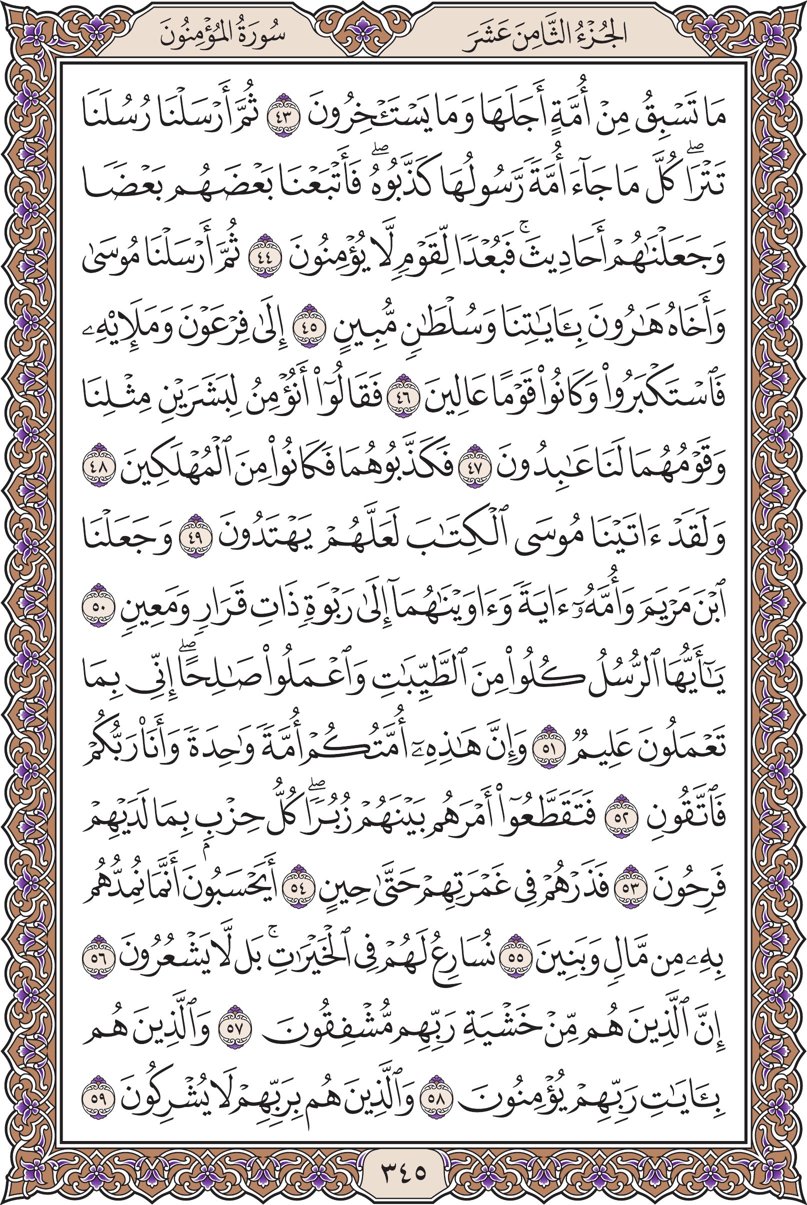 الجُزْءُ الثَّامِنَ عَشَرَ
سُورَةُ المُؤْمِنُونَ
مَا تَسْبِقُ مِنْ أُمَّةٍ أَجَلَهَا وَمَا يَسْتَـْٔخِرُونَ ٤٣ ثُمَّ أَرْسَلْنَا رُسُلَنَا
تَتْرَاۖ كُلَّ مَا جَآءَ أُمَّةً رَّسُولُهَا كَذَّبُوهُۖ فَأَتْبَعْنَا بَعْضَهُم بَعْضًا
وَجَعَلْنَٰهُمْ أَحَادِيثَۚ فَبُعْدًا لِّقَوْمٍ لَّا يُؤْمِنُونَ ٤٤ ثُمَّ أَرْسَلْنَا مُوسَىٰ
وَأَخَاهُ هَٰرُونَ بِـَٔايَٰتِنَا وَسُلْطَٰنٍ مُّبِينٍ ٤٥ إِلَىٰ فِرْعَوْنَ وَمَلَإِيْهِۦ
فَٱسْتَكْبَرُوا۟ وَكَانُوا۟ قَوْمًا عَالِينَ ٤٦ فَقَالُوٓا۟ أَنُؤْمِنُ لِبَشَرَيْنِ مِثْلِنَا
وَقَوْمُهُمَا لَنَا عَٰبِدُونَ ٤٧ فَكَذَّبُوهُمَا فَكَانُوا۟ مِنَ ٱلْمُهْلَكِينَ ٤٨
وَلَقَدْ ءَاتَيْنَا مُوسَى ٱلْكِتَٰبَ لَعَلَّهُمْ يَهْتَدُونَ ٤٩ وَجَعَلْنَا
ٱبْنَ مَرْيَمَ وَأُمَّهُۥٓ ءَايَةً وَءَاوَيْنَٰهُمَآ إِلَىٰ رَبْوَةٍ ذَاتِ قَرَارٍ وَمَعِينٍ ٥٠
يَٰٓأَيُّهَا ٱلرُّسُلُ كُلُوا۟ مِنَ ٱلطَّيِّبَٰتِ وَٱعْمَلُوا۟ صَٰلِحًاۖ إِنِّى بِمَا
تَعْمَلُونَ عَلِيمٌ ٥١ وَإِنَّ هَٰذِهِۦٓ أُمَّتُكُمْ أُمَّةً وَٰحِدَةً وَأَنَا۠ رَبُّكُمْ
فَٱتَّقُونِ ٥٢ فَتَقَطَّعُوٓا۟ أَمْرَهُم بَيْنَهُمْ زُبُرًاۖ كُلُّ حِزْبٍۭ بِمَا لَدَيْهِمْ
فَرِحُونَ ٥٣ فَذَرْهُمْ فِى غَمْرَتِهِمْ حَتَّىٰ حِينٍ ٥٤ أَيَحْسَبُونَ أَنَّمَا نُمِدُّهُم
بِهِۦ مِن مَّالٍ وَبَنِينَ ٥٥ نُسَارِعُ لَهُمْ فِى ٱلْخَيْرَٰتِۚ بَل لَّا يَشْعُرُونَ ٥٦
إِنَّ ٱلَّذِينَ هُم مِّنْ خَشْيَةِ رَبِّهِم مُّشْفِقُونَ ٥٧ وَٱلَّذِينَ هُم
بِـَٔايَٰتِ رَبِّهِمْ يُؤْمِنُونَ ٥٨ وَٱلَّذِينَ هُم بِرَبِّهِمْ لَا يُشْرِكُونَ ٥٩
٣٤٥